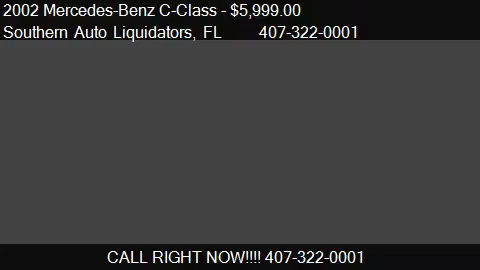 2002 Mercedes-Benz C-Class - $5,999.00
Southern Auto Liquidators, FL 407-322-0001
CALL RIGHT NOW!!!! 407-322-0001